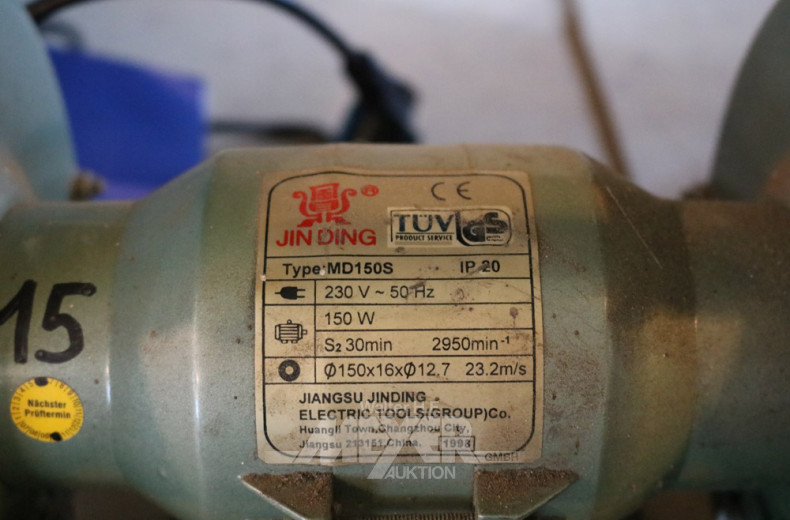 JIN DING ®
CE
TÜV GS
PRODUCT SERVICE
Type:MD150S IP 20
230 V ~ 50 Hz
150 W
S2 30min 2950min-1
Ø150x16xØ12,7 23.2m/s
JIANGSU JINDING
ELECTRIC TOOLS(GROUP)Co.
Huangli Town,Changzhou City,
Jiangsu 213151,China. 1998
AUKTION
GMBH
15
Nächster
Prüftermin